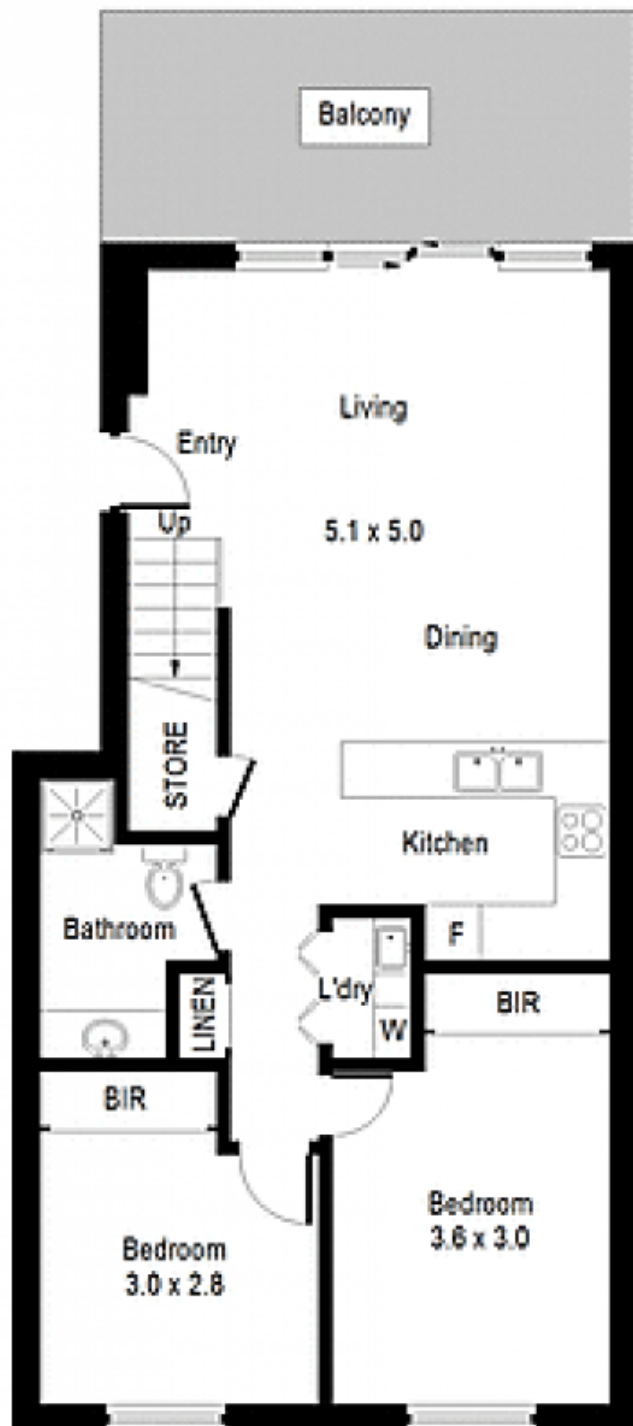 Balcony
Living
Entry
Up
5.1 x 5.0
Dining
STORE
Kitchen
Bathroom
F
L'dry
LINEN
W
BIR
BIR
Bedroom
3.6 x 3.0
Bedroom
3.0 x 2.8